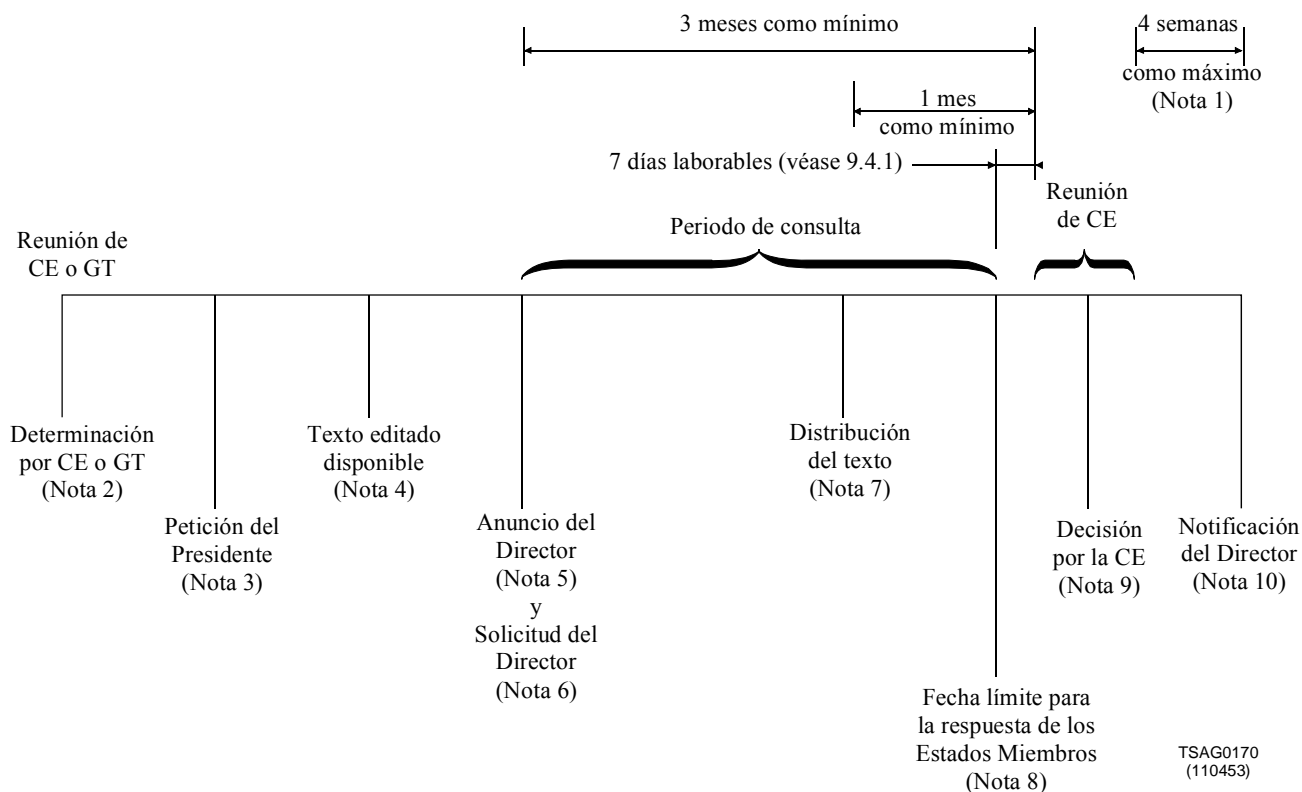 3 meses como mínimo
4 semanas
como máximo
(Nota 1)
1 mes
como mínimo
7 días laborables (véase 9.4.1)
Reunión
de CE
Periodo de consulta
Reunión de
CE o GT
Determinación
por CE o GT
(Nota 2)
Petición del
Presidente
(Nota 3)
Texto editado
disponible
(Nota 4)
Anuncio del
Director
(Nota 5)
y
Solicitud del
Director
(Nota 6)
Distribución
del texto
(Nota 7)
Fecha límite para
la respuesta de los
Estados Miembros
(Nota 8)
Decisión
por la CE
(Nota 9)
Notificación
del Director
(Nota 10)
TSAG0170
(110453)